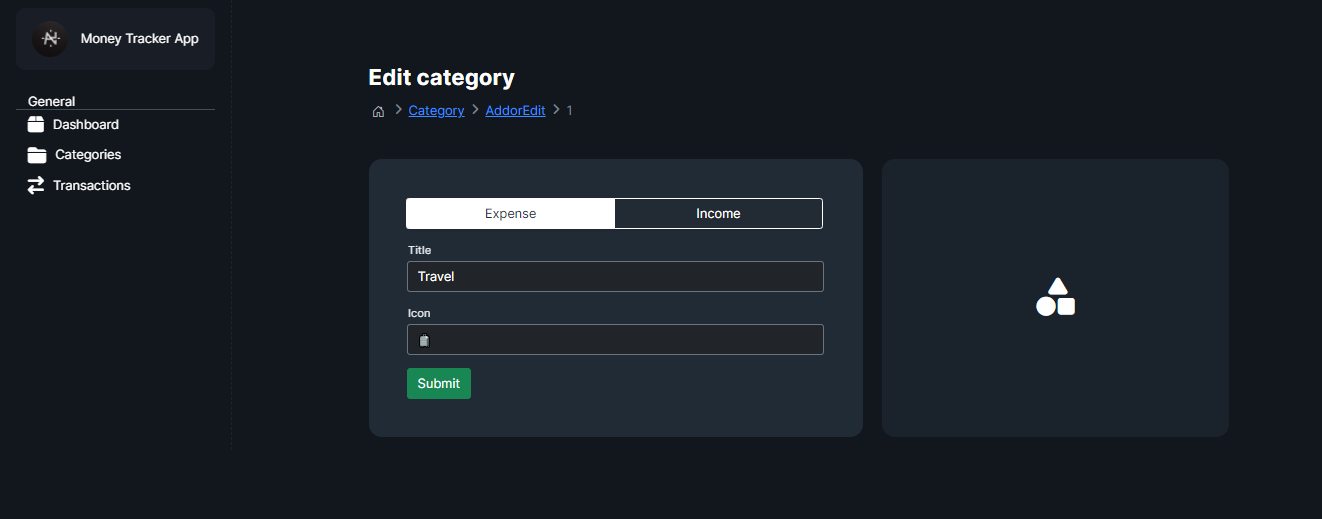 Money Tracker App
General
Dashboard
Categories
Transactions
Edit category
Category AddorEdit 1
Expense Income
Title
Travel
Icon
Submit